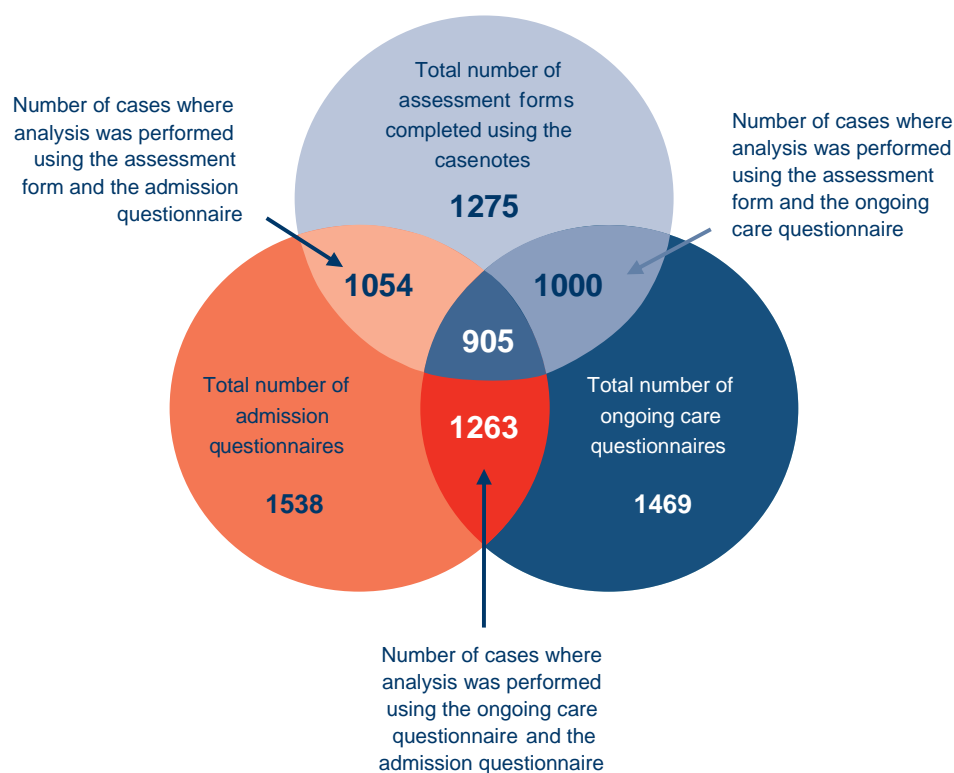 Total number of
assessment forms
completed using the
casenotes
1275
Number of cases where
analysis was performed
using the assessment
form and the admission
questionnaire
Number of cases where
analysis was performed
using the assessment
form and the ongoing
care questionnaire
1054
1000
905
Total number of
admission
questionnaires
1538
1263
Total number of
ongoing care
questionnaires
1469
Number of cases where
analysis was performed
using the ongoing care
questionnaire and the
admission questionnaire